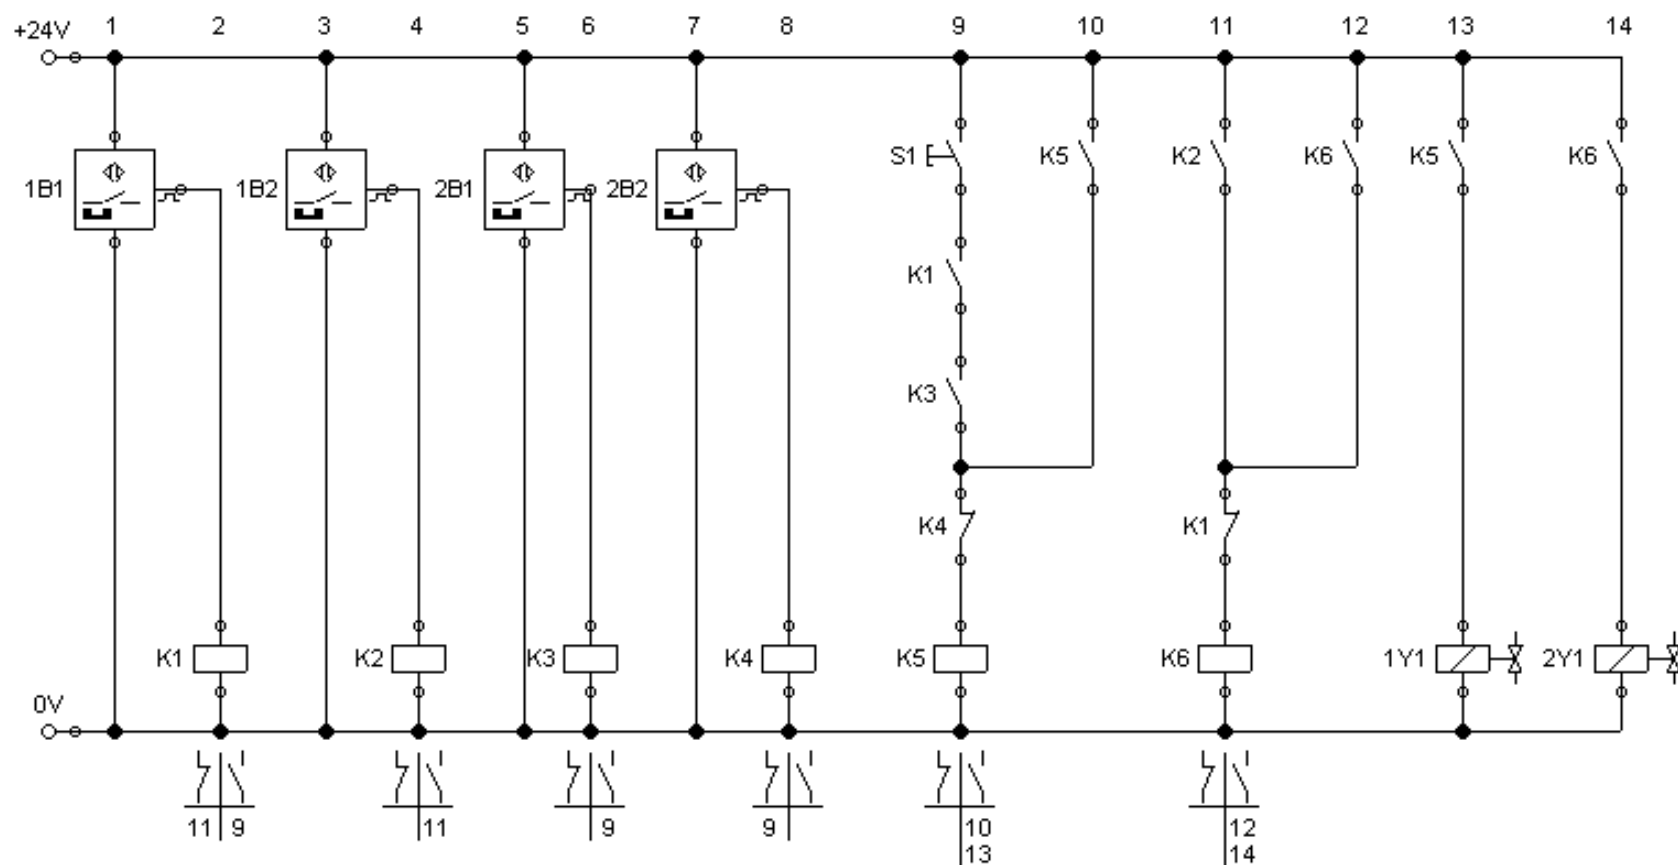 1 2 3 4 5 6 7 8 9 10 11 12 13 14
+24V
S1 K5 K2 K6 K5 K6
1B1 1B2 2B1 2B2
K1
K3
K4 K1
K1 K2 K3 K4 K5 K6 1Y1 2Y1
0V
11 9 11 9 9 10 12
13 14